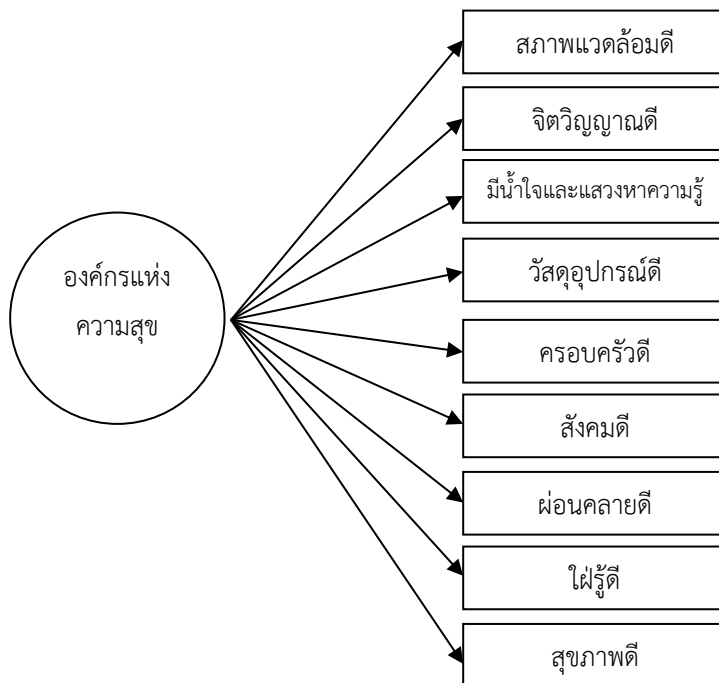 องค์กรแห่ง
ความสุข
สภาพแวดล้อมดี
จิตวิญญาณดี
มีน้ำใจและแสวงหาความรู้
วัสดุอุปกรณ์ดี
ครอบครัวดี
สังคมดี
ผ่อนคลายดี
ใฝ่รู้ดี
สุขภาพดี